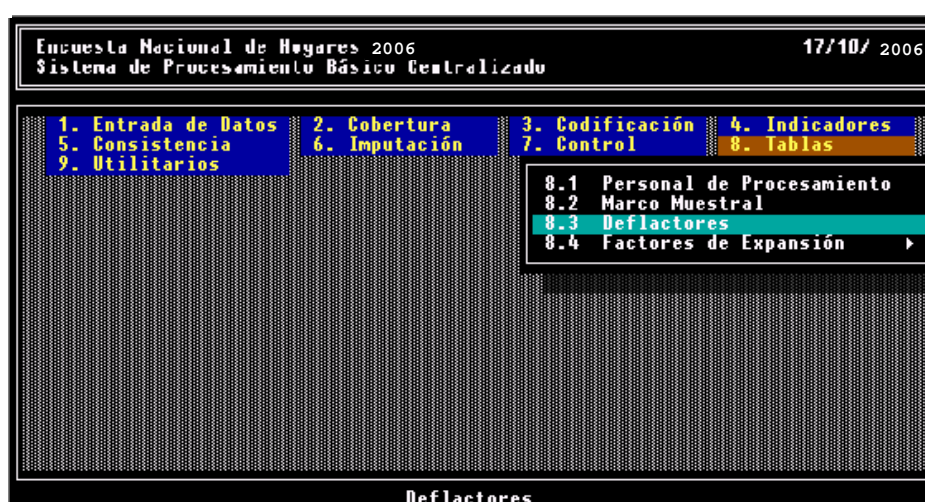 Encuesta Nacional de Hogares 2006 17/10/ 2006
Sistema de Procesamiento Básico Centralizado
1. Entrada de Datos 2. Cobertura 3. Codificación 4. Indicadores
5. Consistencia 6. Imputación 7. Control 8. Tablas
9. Utilitarios
8.1 Personal de Procesamiento
8.2 Marco Muestral
8.3 Deflactores
8.4 Factores de Expansión
Deflactores